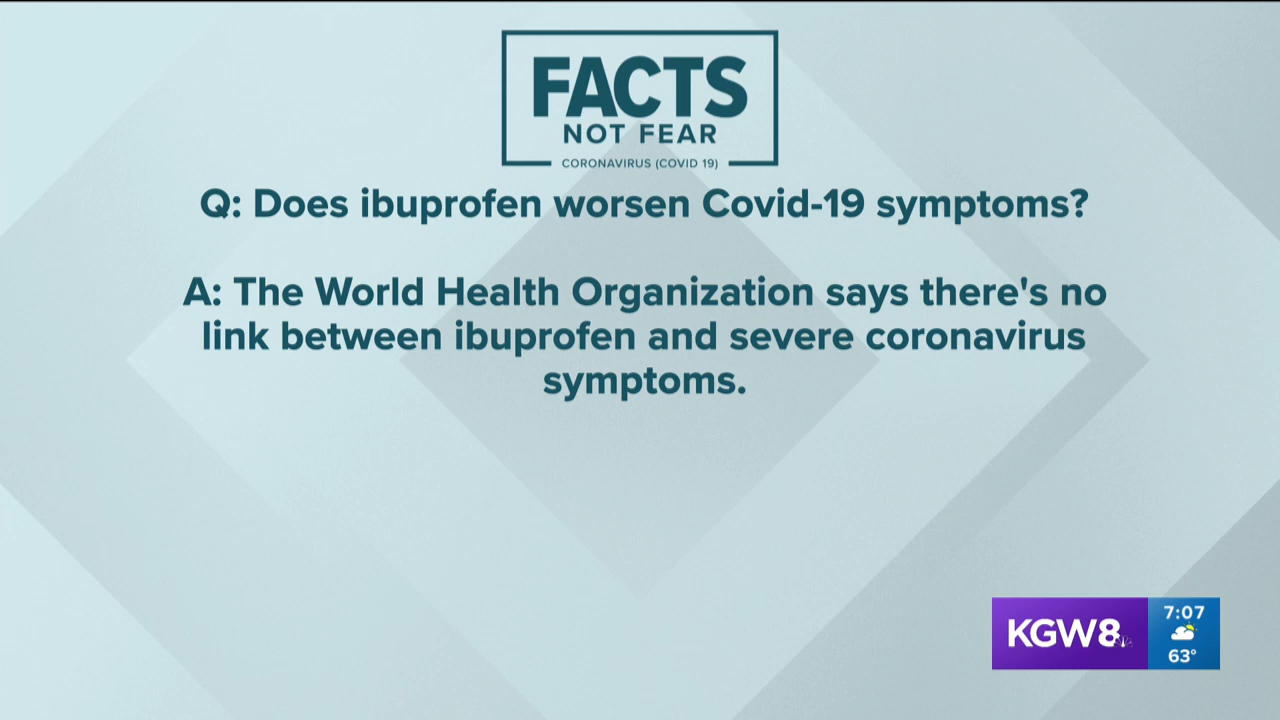 FACTS
NOT FEAR
CORONAVIRUS (COVID 19)
Q: Does ibuprofen worsen Covid-19 symptoms?
A: The World Health Organization says there's no
link between ibuprofen and severe coronavirus
symptoms.
KGW8
7:07
63°